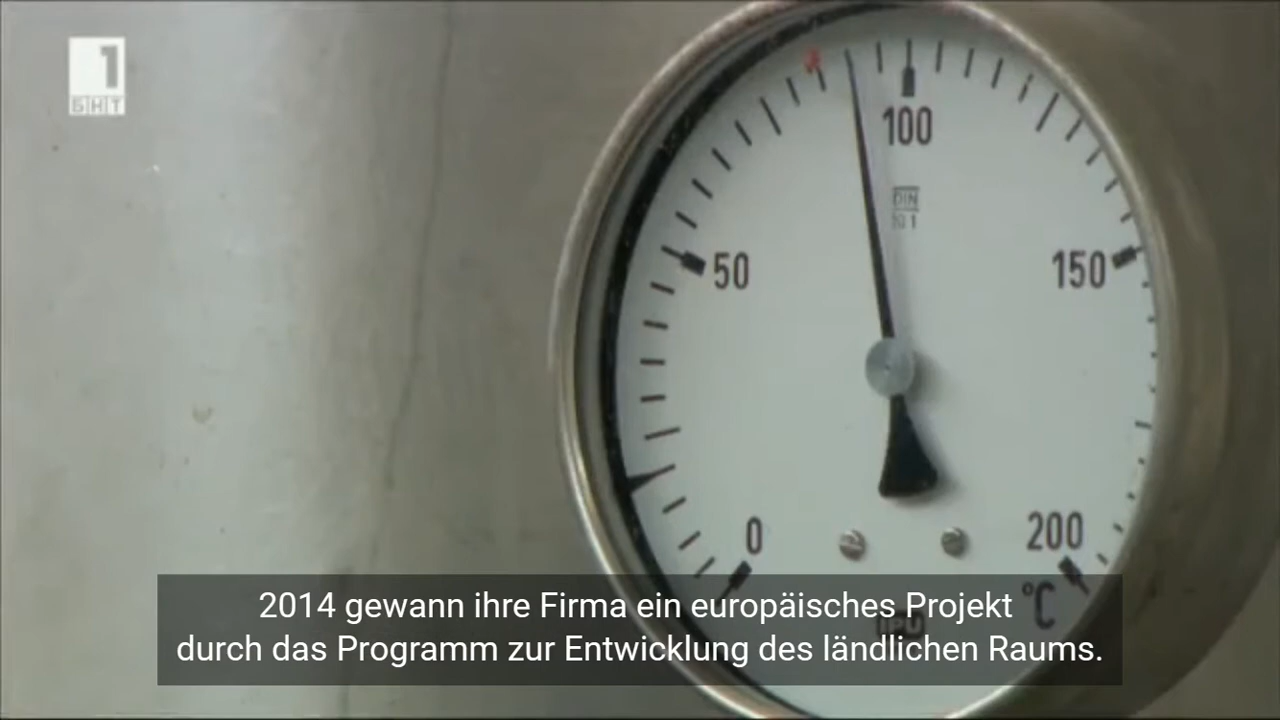 1
БНТ
100
DIN
50
150
0
200
°C
2014 gewann ihre Firma ein europäisches Projekt
durch das Programm zur Entwicklung des ländlichen Raums.